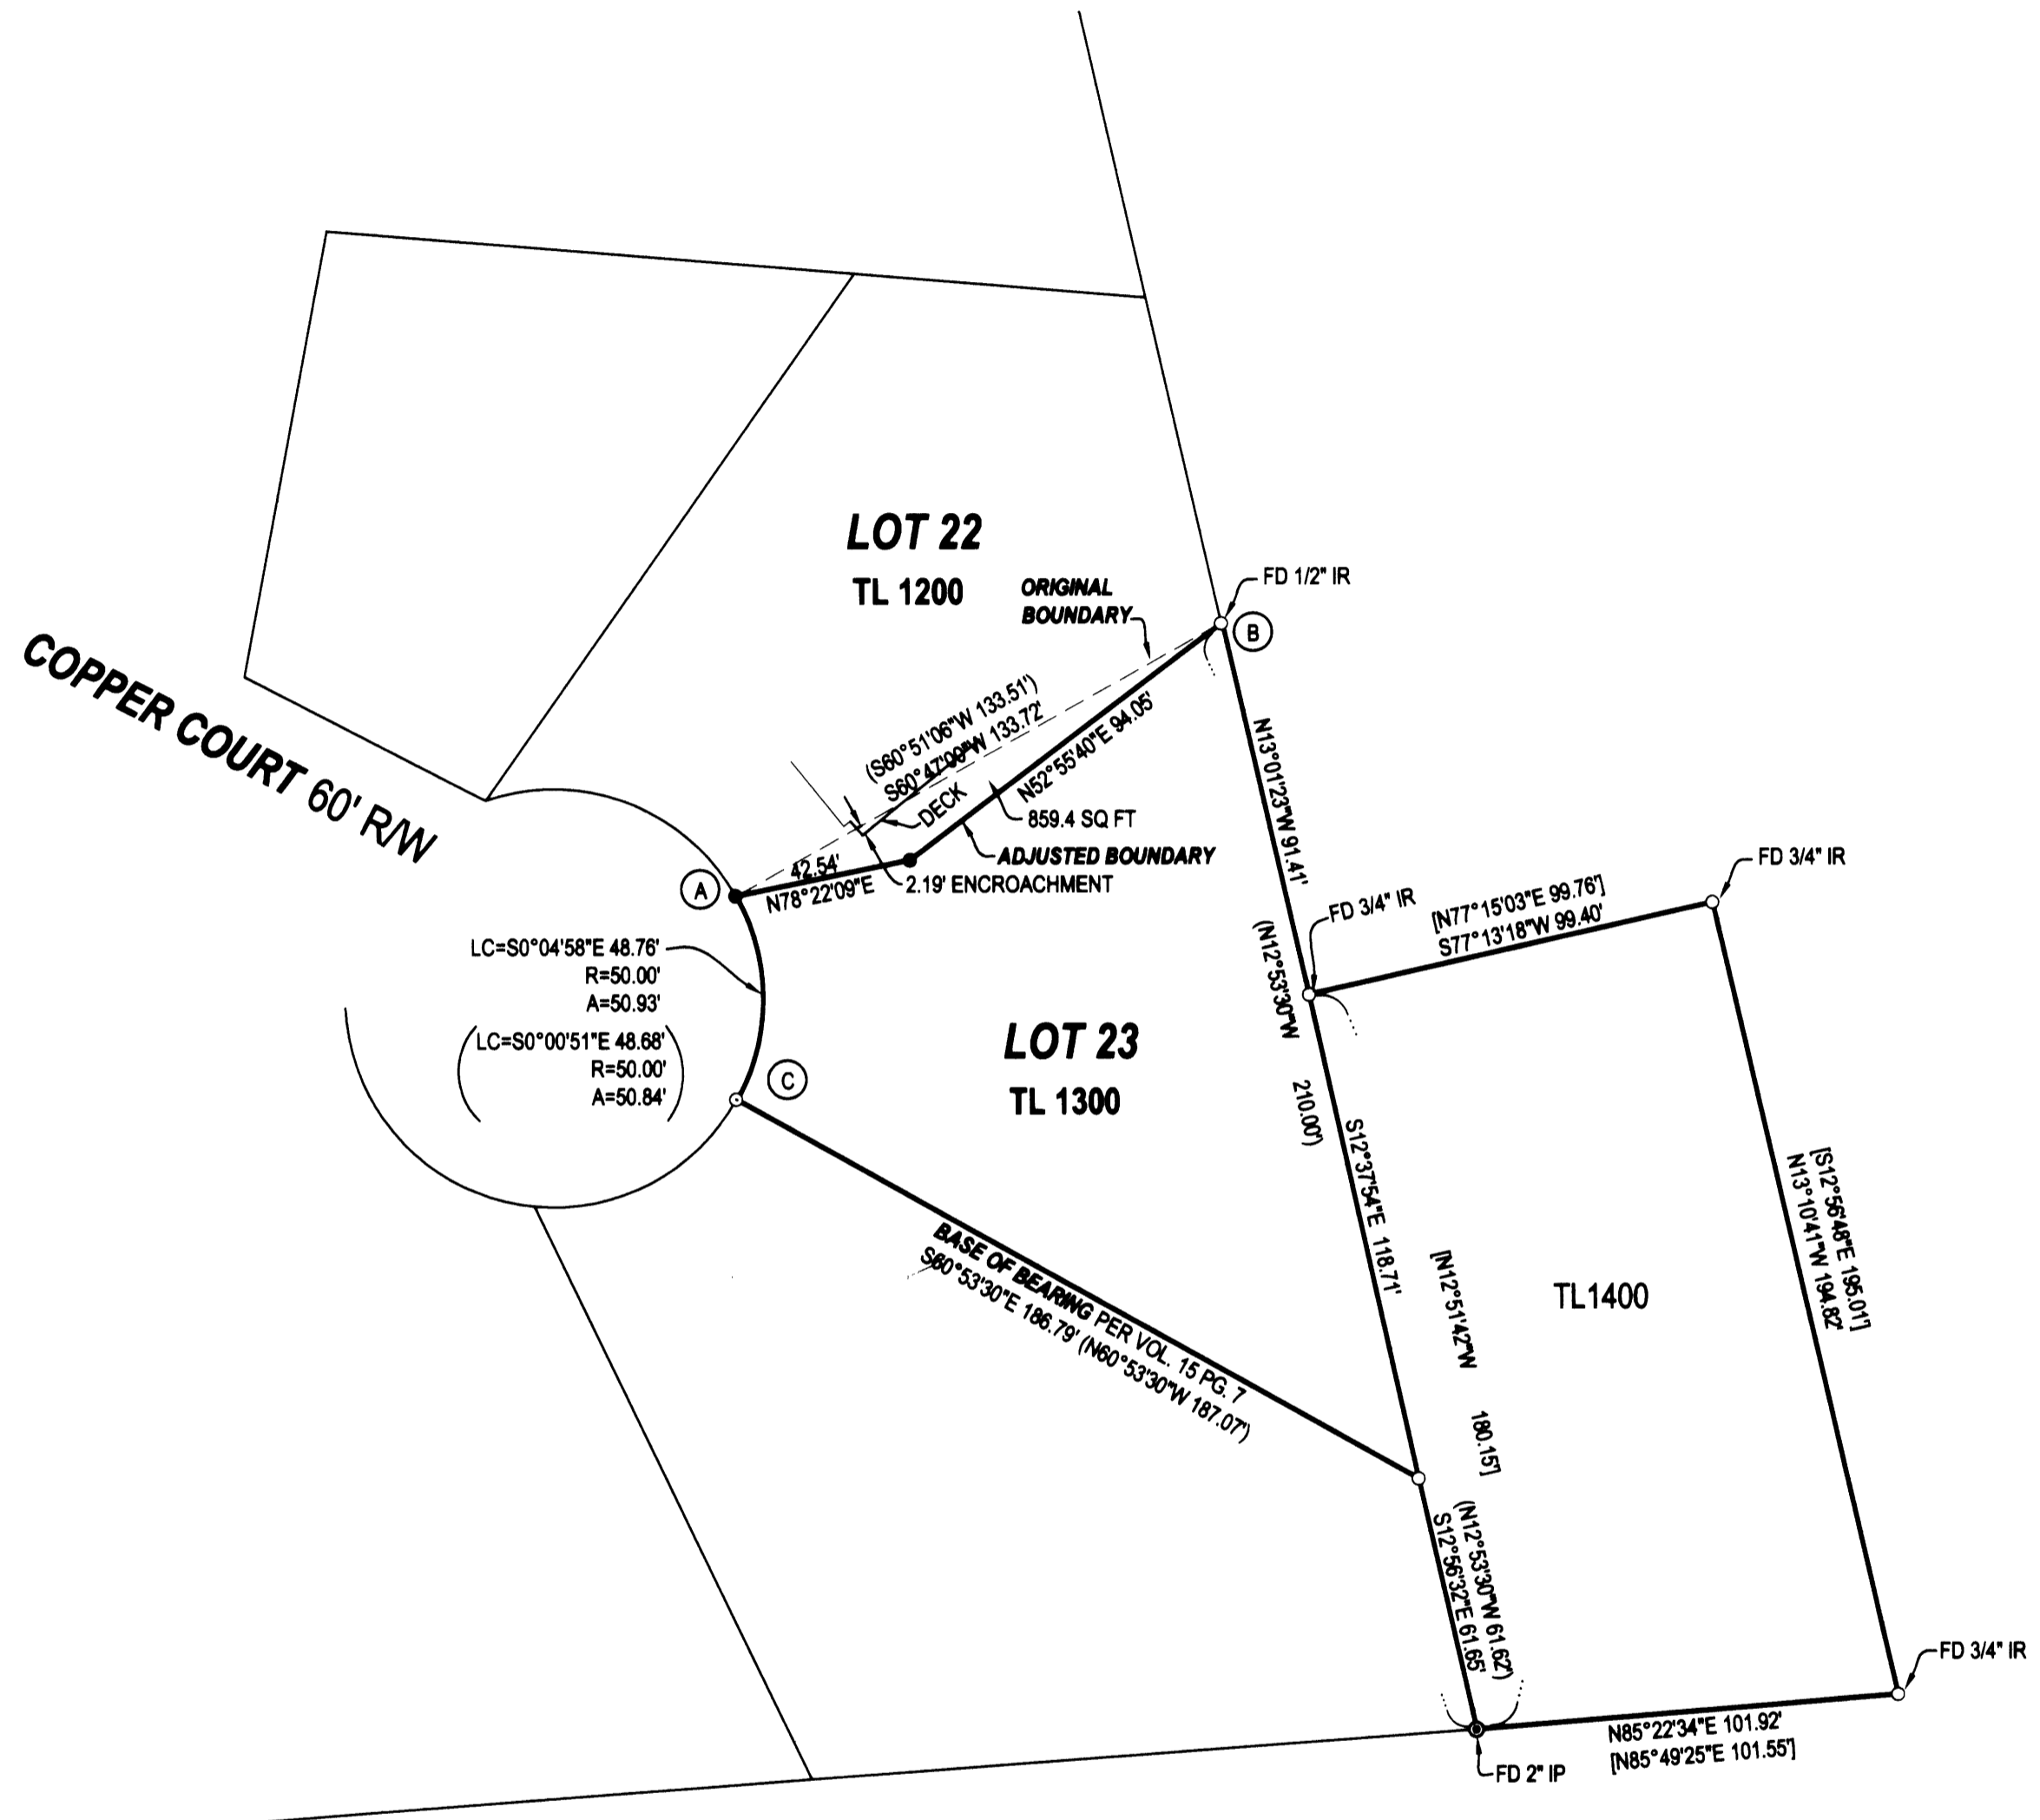 LOT 22
TL 1200
ORIGINAL
BOUNDARY
FD 1/2" IR
B
COPPER COURT 60' R/W
(S60°51'06"W 133.51')
S60°47'09"W 133.72'
DECK
N52°55'40"E 94.05'
859.4 SQ FT
ADJUSTED BOUNDARY
2.19' ENCROACHMENT
42.54'
N78°22'09"E
A
N13°01'23"W 91.41'
(N12°53'30"W 210.00')
FD 3/4" IR
[N77°15'03"E 99.76']
S77°13'18"W 99.40'
FD 3/4" IR
LC=S0°04'58"E 48.76'
R=50.00'
A=50.93'
(LC=S0°00'51"E 48.68'
R=50.00'
A=50.84')
C
LOT 23
TL 1300
S12°37'54"E 118.71'
[N12°51'42"W 180.15']
TL1400
[S12°56'48"E 195.01']
N13°10'41"W 194.82'
BASE OF BEARING PER VOL. 15 PG. 7
S60°53'30"E 186.79' (N60°53'30"W 187.07')
(N12°53'30"W 61.62')
S12°56'32"E 61.65'
FD 3/4" IR
N85°22'34"E 101.92'
[N85°49'25"E 101.55']
FD 2" IP